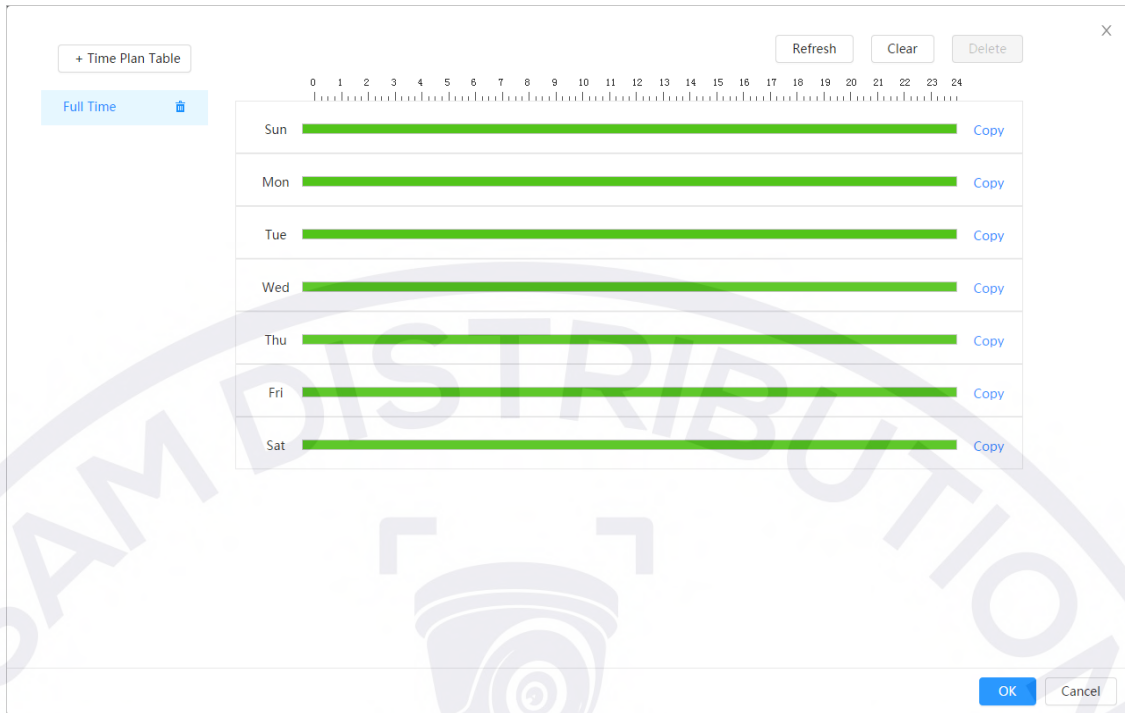 + Time Plan Table
Refresh Clear Delete
Full Time
0 1 2 3 4 5 6 7 8 9 10 11 12 13 14 15 16 17 18 19 20 21 22 23 24
Sun Copy
Mon Copy
Tue Copy
Wed Copy
Thu Copy
Fri Copy
Sat Copy
SAM DISTRIBUTION
OK Cancel